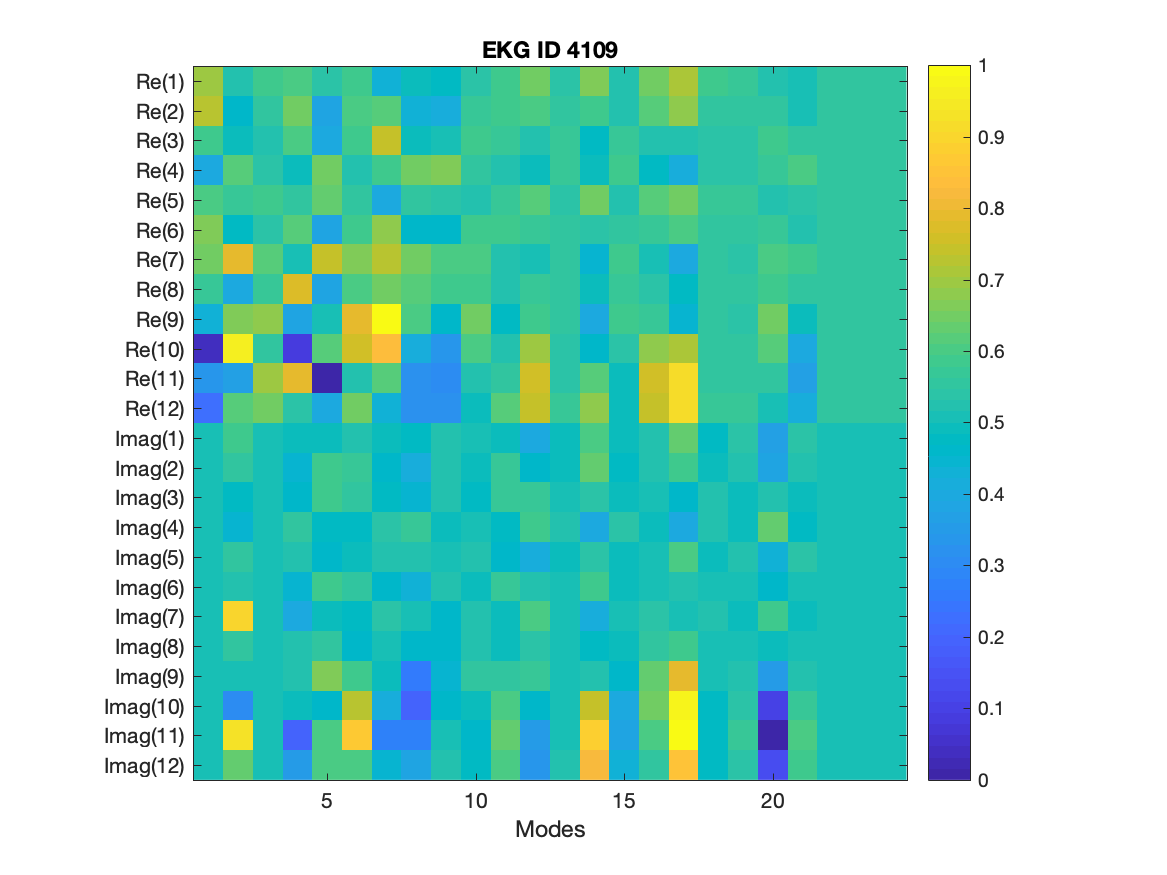 EKG ID 4109
Re(1)
Re(2)
Re(3)
Re(4)
Re(5)
Re(6)
Re(7)
Re(8)
Re(9)
Re(10)
Re(11)
Re(12)
Imag(1)
Imag(2)
Imag(3)
Imag(4)
Imag(5)
Imag(6)
Imag(7)
Imag(8)
Imag(9)
Imag(10)
Imag(11)
Imag(12)
5 10 15 20
Modes
1
0.9
0.8
0.7
0.6
0.5
0.4
0.3
0.2
0.1
0